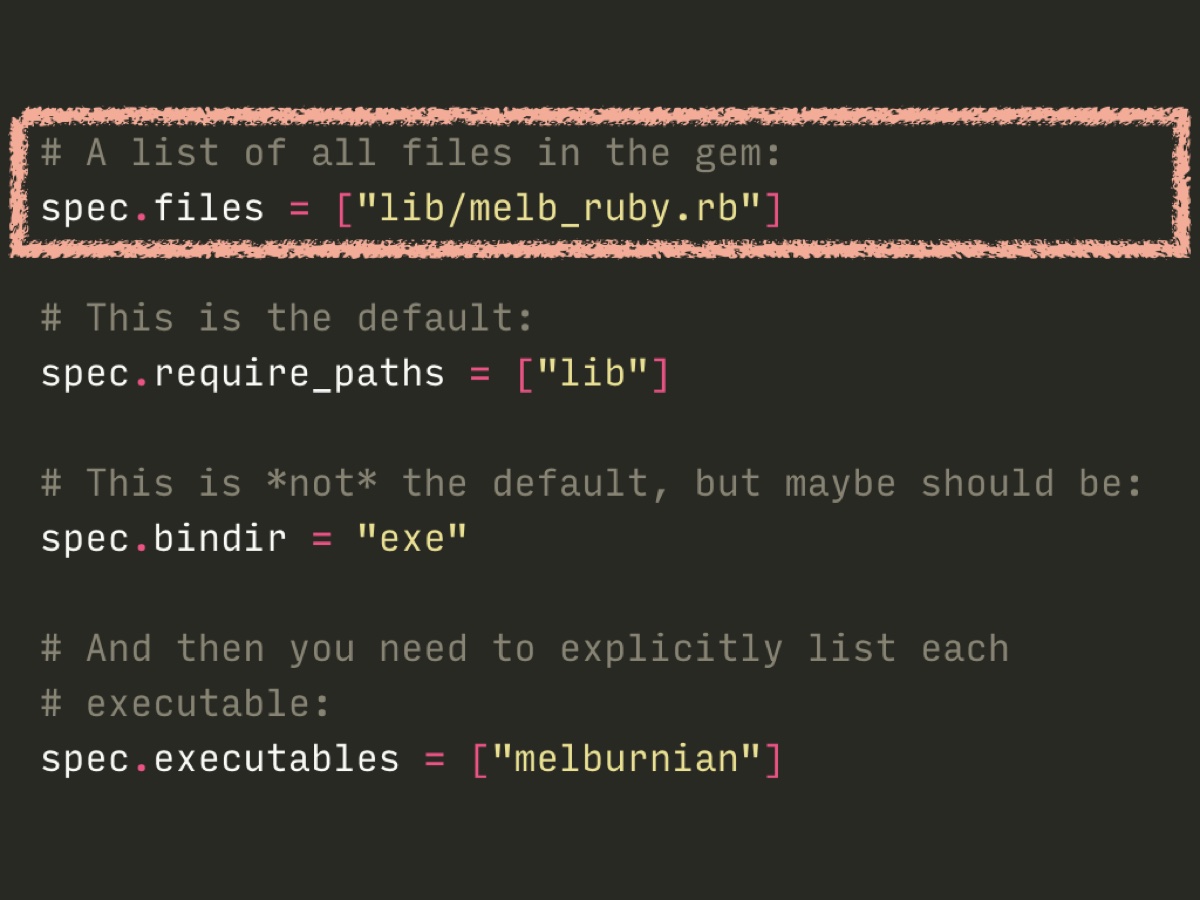 # A list of all files in the gem:
spec.files = ["lib/melb_ruby.rb"]
# This is the default:
spec.require_paths = ["lib"]
# This is *not* the default, but maybe should be:
spec.bindir = "exe"
# And then you need to explicitly list each
# executable:
spec.executables = ["melburnian"]